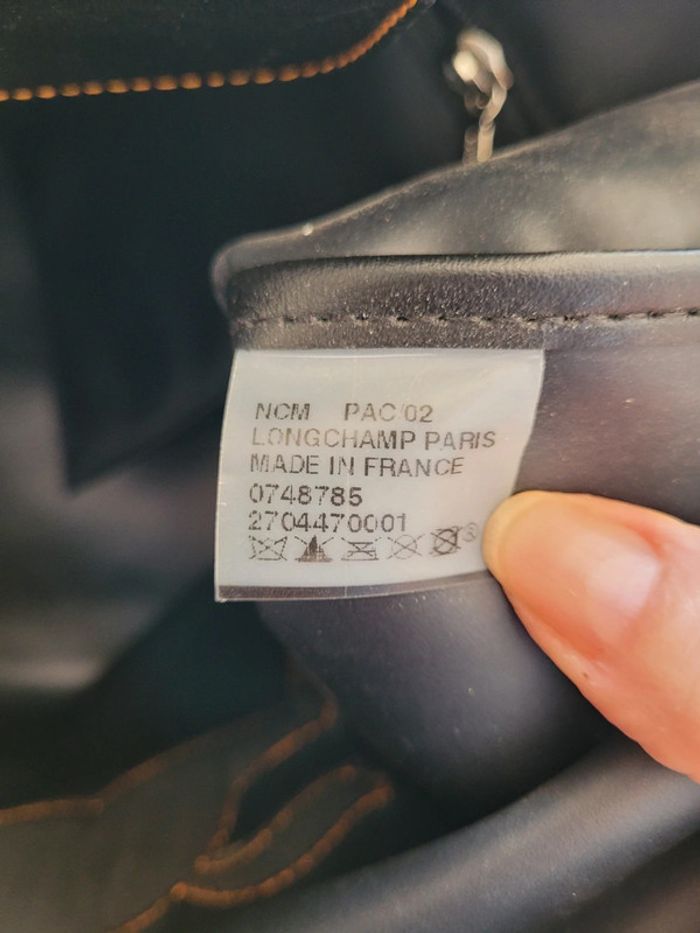 NCM PAC 02
LONGCHAMP PARIS
MADE IN FRANCE
0748785
2704470001